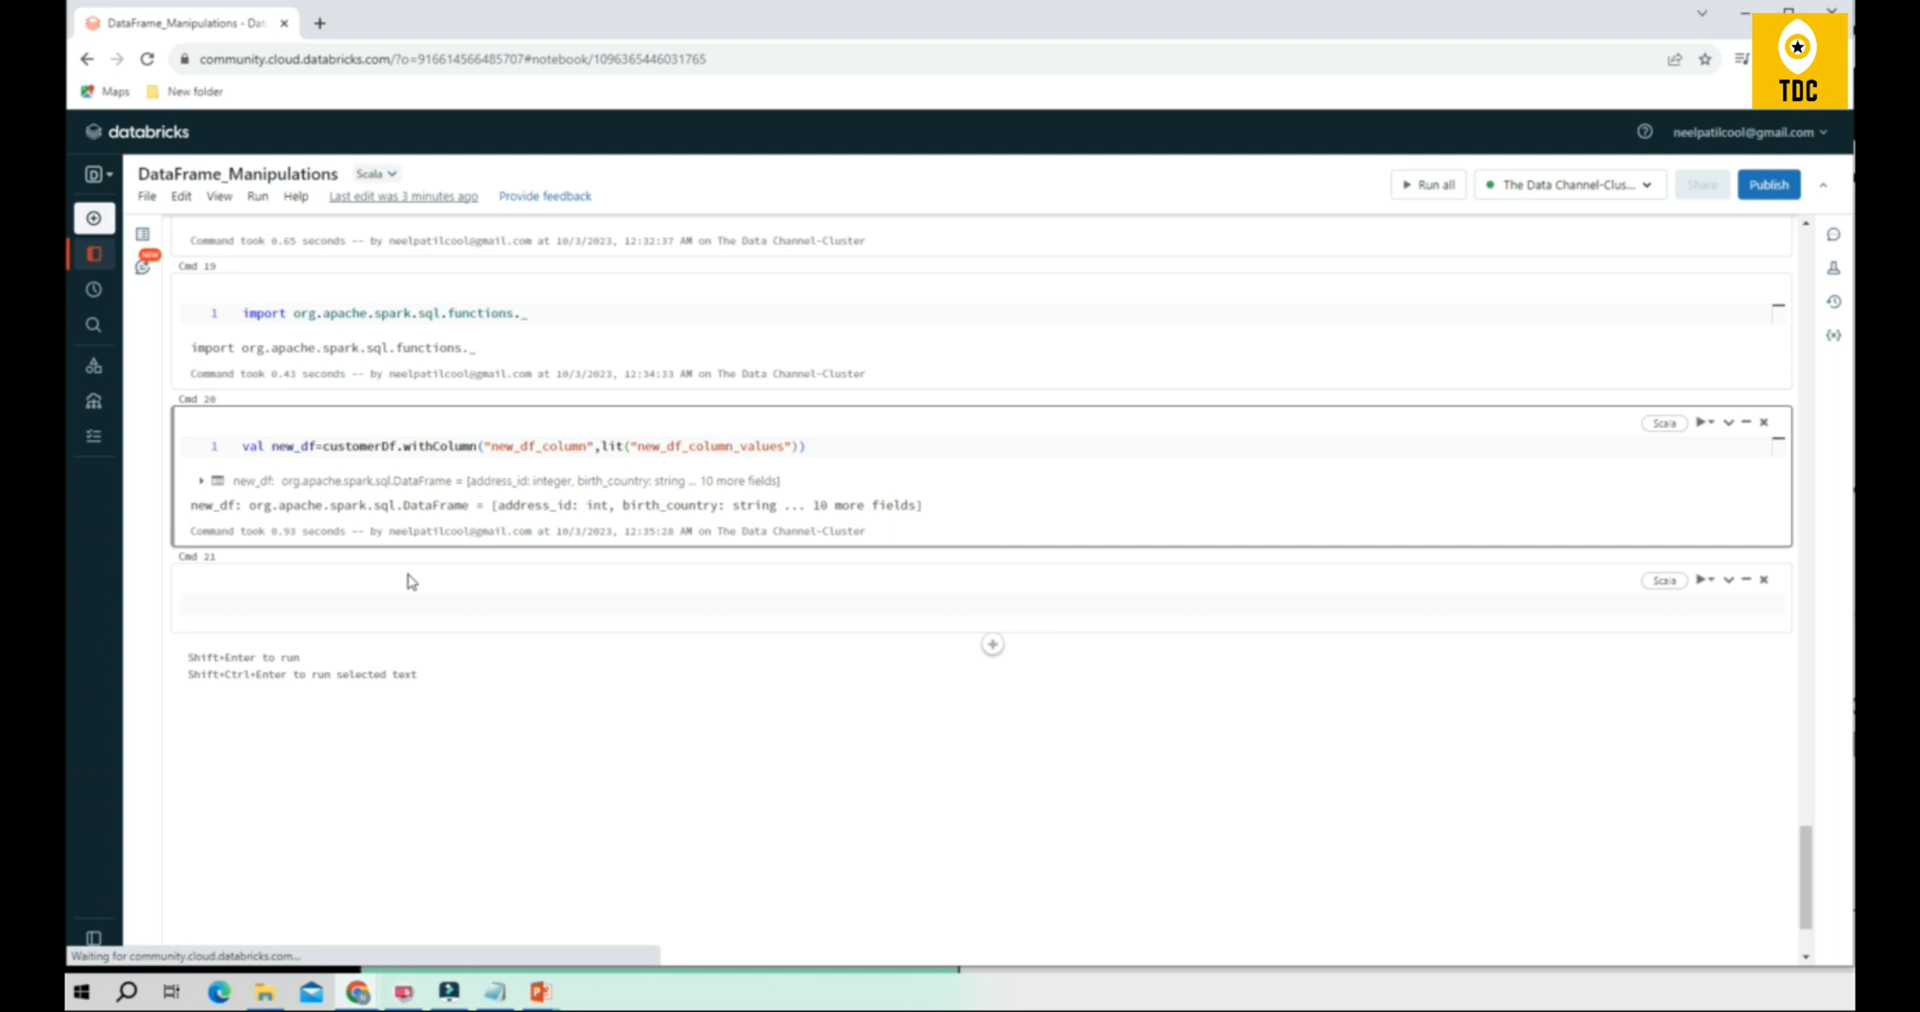 DataFrame_Manipulations - Dat
community.cloud.databricks.com/?o=916614566485707#notebook/1096365446031765
TDC
Maps
New folder
databricks
neelpatilcool@gmail.com
D
DataFrame_Manipulations
Scala
File
Edit
View
Run
Help
Last edit was 3 minutes ago
Provide feedback
Run all
The Data Channel-Clus...
Share
Publish
NEW
Command took 0.65 seconds -- by neelpatilcool@gmail.com at 10/3/2023, 12:32:37 AM on The Data Channel-Cluster
Cmd 19
1 import org.apache.spark.sql.functions._
import org.apache.spark.sql.functions._
Command took 0.43 seconds -- by neelpatilcool@gmail.com at 10/3/2023, 12:34:33 AM on The Data Channel-Cluster
Cmd 20
Scala
1 val new_df=customerDf.withColumn("new_df_column",lit("new_df_column_values"))
new_df: org.apache.spark.sql.DataFrame = [address_id: integer, birth_country: string ... 10 more fields]
new_df: org.apache.spark.sql.DataFrame = [address_id: int, birth_country: string ... 10 more fields]
Command took 0.93 seconds -- by neelpatilcool@gmail.com at 10/3/2023, 12:35:28 AM on The Data Channel-Cluster
Cmd 21
Scala
Shift+Enter to run
Shift+Ctrl+Enter to run selected text
Waiting for community.cloud.databricks.com...